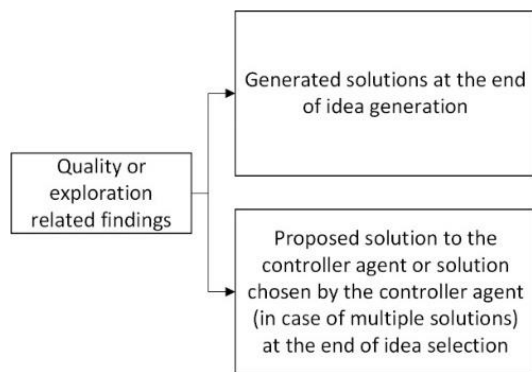 Generated solutions at the end
of idea generation
Quality or
exploration
related findings
Proposed solution to the
controller agent or solution
chosen by the controller agent
(in case of multiple solutions)
at the end of idea selection